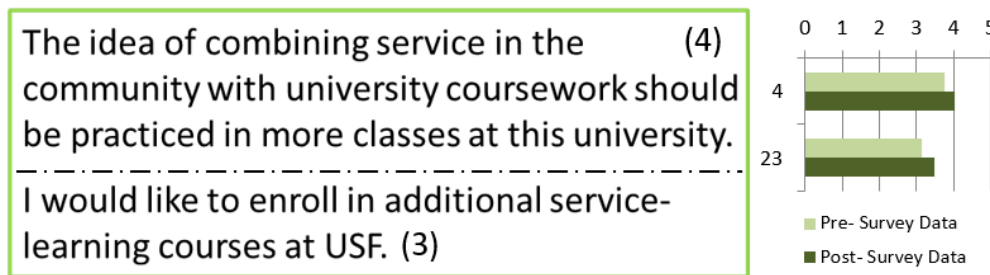 The idea of combining service in the (4)
community with university coursework should
be practiced in more classes at this university.
I would like to enroll in additional service-
learning courses at USF. (3)
0 1 2 3 4 5
4
23
Pre- Survey Data
Post- Survey Data